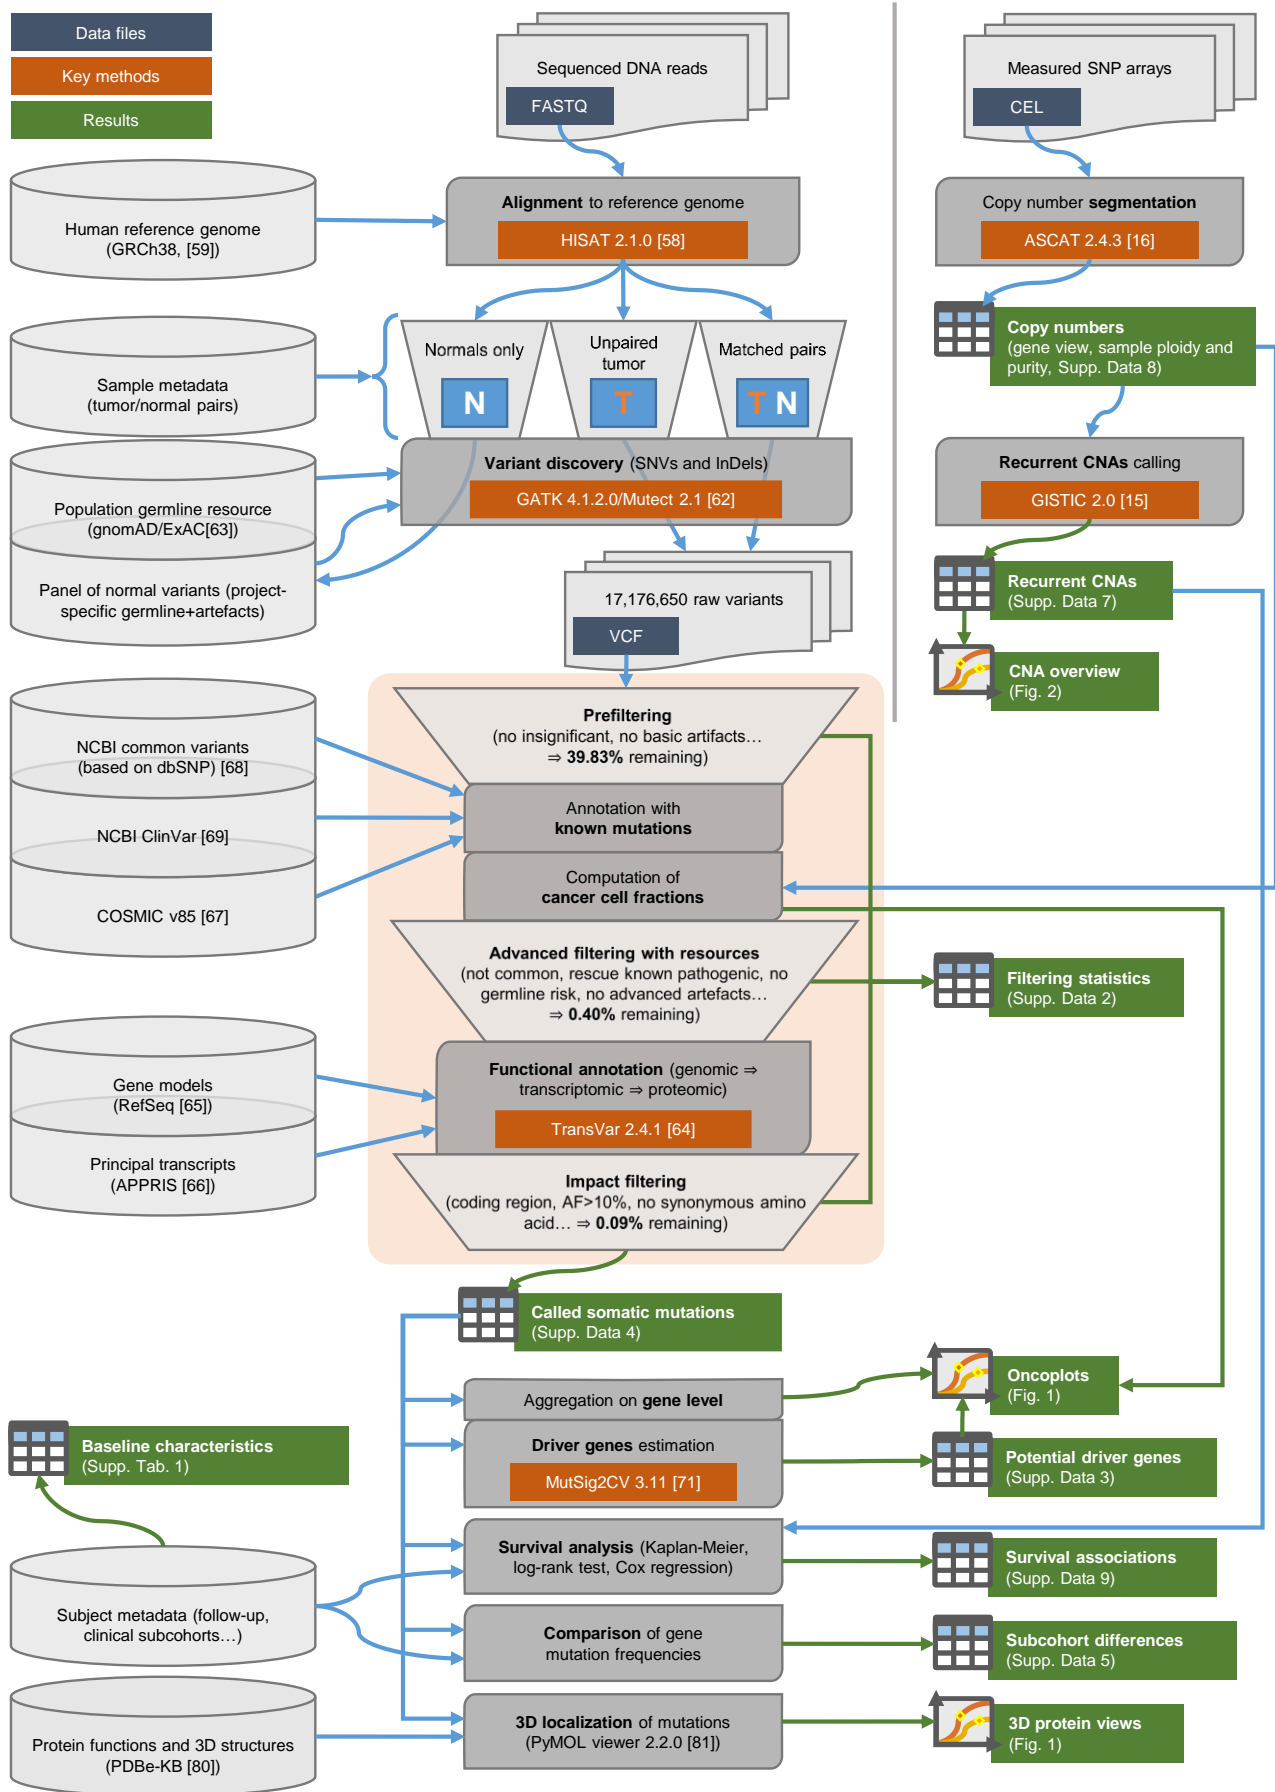 Data files
Key methods
Results
Sequenced DNA reads
FASTQ
Measured SNP arrays
CEL
Human reference genome
(GRCh38, [59])
Alignment to reference genome
HISAT 2.1.0 [58]
Copy number segmentation
ASCAT 2.4.3 [16]
Sample metadata
(tumor/normal pairs)
Normals only
N
Unpaired
tumor
T
Matched pairs
T N
Copy numbers
(gene view, sample ploidy and
purity, Supp. Data 8)
Population germline resource
(gnomAD/ExAC[63])
Panel of normal variants (project-
specific germline+artefacts)
Variant discovery (SNVs and InDels)
GATK 4.1.2.0/Mutect 2.1 [62]
Recurrent CNAs calling
GISTIC 2.0 [15]
17,176,650 raw variants
VCF
Recurrent CNAs
(Supp. Data 7)
CNA overview
(Fig. 2)
NCBI common variants
(based on dbSNP) [68]
NCBI ClinVar [69]
COSMIC v85 [67]
Prefiltering
(no insignificant, no basic artifacts…
⇒ 39.83% remaining)
Annotation with
known mutations
Computation of
cancer cell fractions
Advanced filtering with resources
(not common, rescue known pathogenic, no
germline risk, no advanced artefacts…
⇒ 0.40% remaining)
Filtering statistics
(Supp. Data 2)
Gene models
(RefSeq [65])
Principal transcripts
(APPRIS [66])
Functional annotation (genomic ⇒
transcriptomic ⇒ proteomic)
TransVar 2.4.1 [64]
Impact filtering
(coding region, AF>10%, no synonymous amino
acid… ⇒ 0.09% remaining)
Called somatic mutations
(Supp. Data 4)
Aggregation on gene level
Oncoplots
(Fig. 1)
Baseline characteristics
(Supp. Tab. 1)
Driver genes estimation
MutSig2CV 3.11 [71]
Potential driver genes
(Supp. Data 3)
Survival analysis (Kaplan-Meier,
log-rank test, Cox regression)
Survival associations
(Supp. Data 9)
Subject metadata (follow-up,
clinical subcohorts…)
Comparison of gene
mutation frequencies
Subcohort differences
(Supp. Data 5)
Protein functions and 3D structures
(PDBe-KB [80])
3D localization of mutations
(PyMOL viewer 2.2.0 [81])
3D protein views
(Fig. 1)